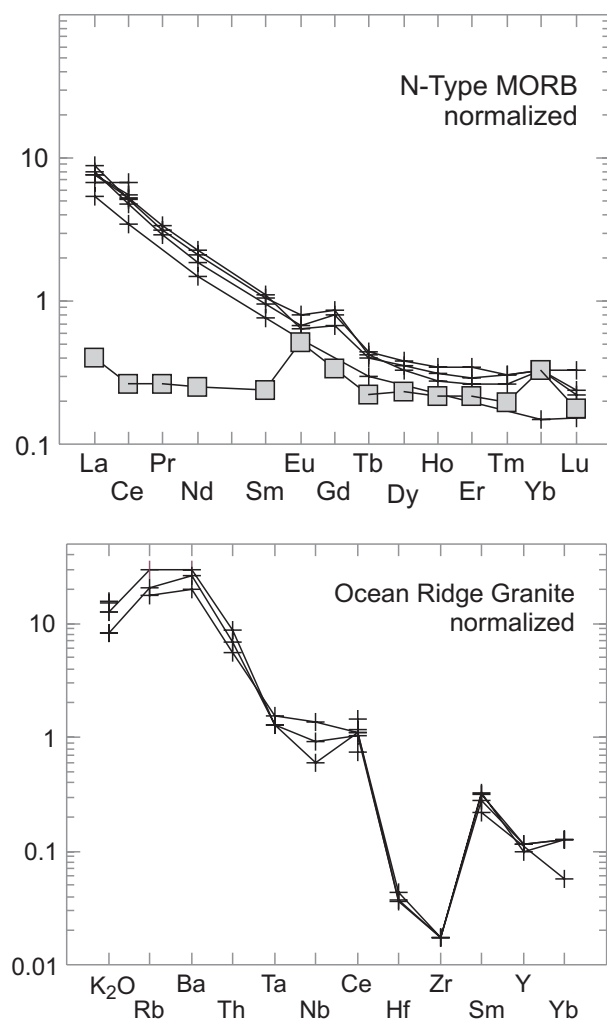 N-Type MORB
normalized
10
1
0.1
La Pr Eu Tb Ho Tm Lu
Ce Nd Sm Gd Dy Er Yb
Ocean Ridge Granite
normalized
10
1
0.1
0.01
K₂O Ba Ta Ce Zr Y
Rb Th Nb Hf Sm Yb